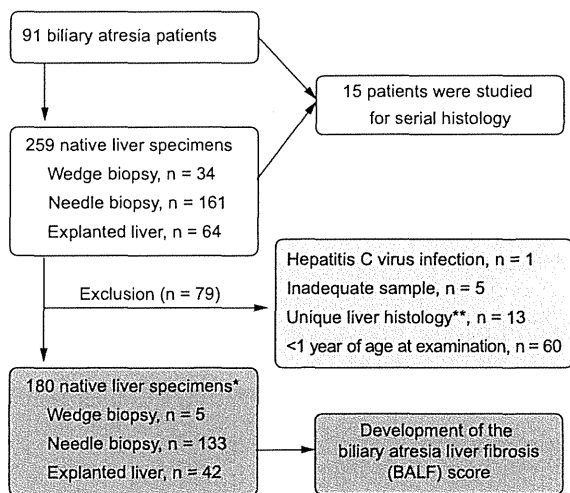 91 biliary atresia patients
15 patients were studied
for serial histology
259 native liver specimens
Wedge biopsy, n = 34
Needle biopsy, n = 161
Explanted liver, n = 64
Exclusion (n = 79)
Hepatitis C virus infection, n = 1
Inadequate sample, n = 5
Unique liver histology**, n = 13
<1 year of age at examination, n = 60
180 native liver specimens*
Wedge biopsy, n = 5
Needle biopsy, n = 133
Explanted liver, n = 42
Development of the
biliary atresia liver fibrosis
(BALF) score